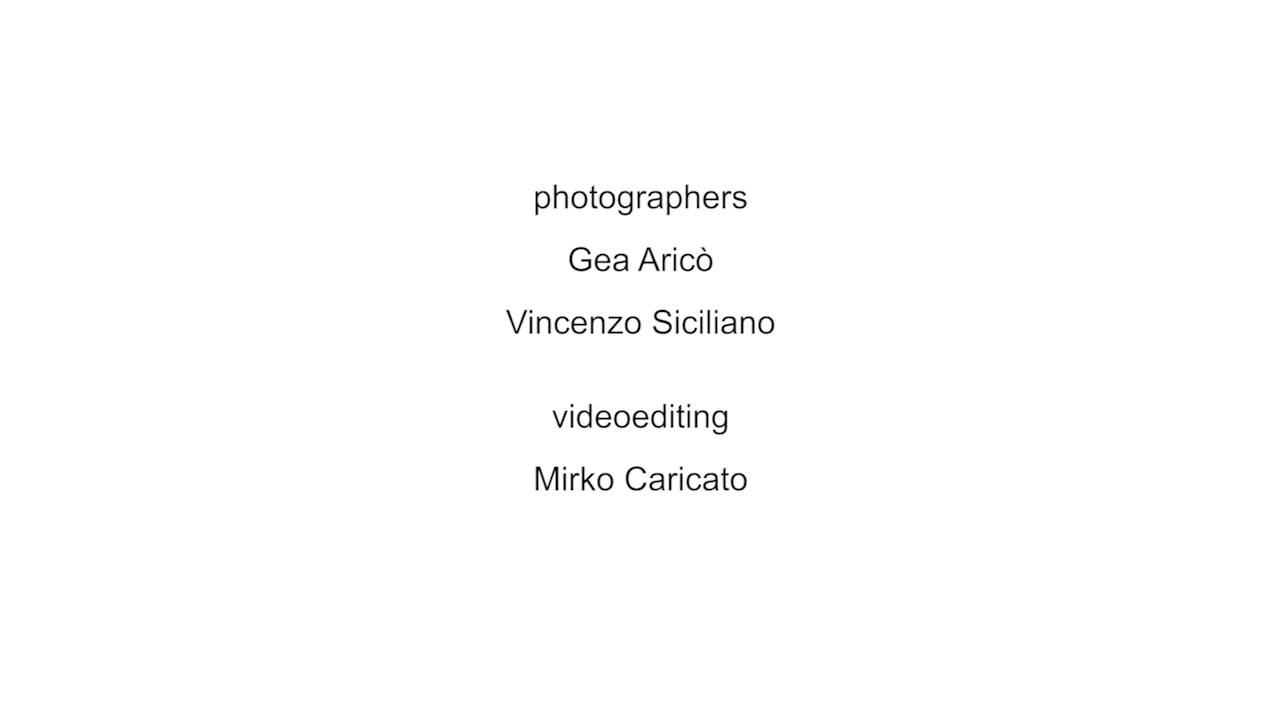 photographers
Gea Aricò
Vincenzo Siciliano
videoediting
Mirko Caricato